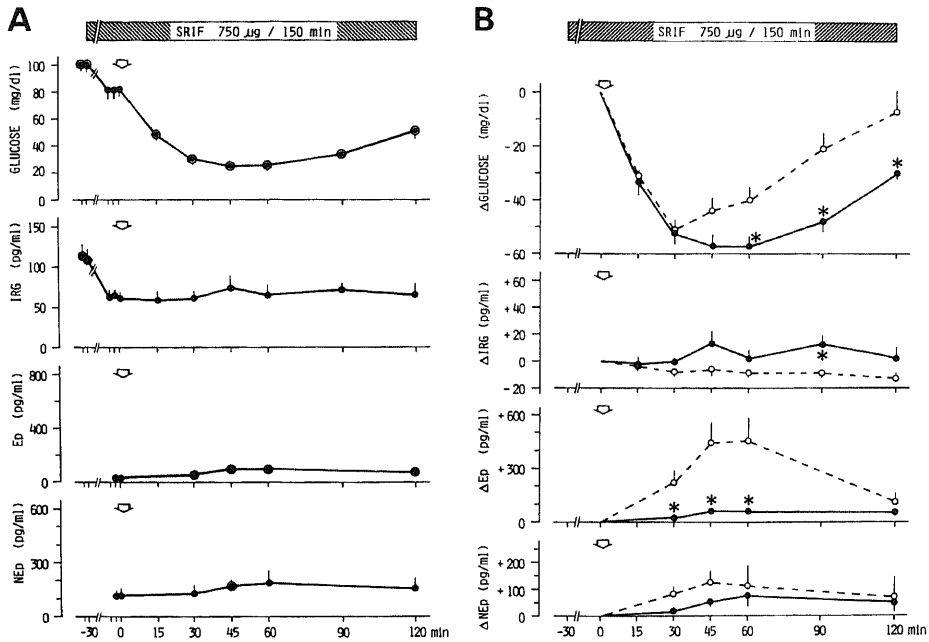 A
SRIF 750 µg / 150 min
GLUCOSE (mg/dl)
100
80
60
40
20
0
IRG (pg/ml)
150
100
50
0
Ep (pg/ml)
800
400
0
NEp (pg/ml)
600
300
0
-30 0 15 30 45 60 90 120 min
B
SRIF 750 µg / 150 min
ΔGLUCOSE (mg/dl)
0
-20
-40
-60
*
*
*
ΔIRG (pg/ml)
+60
+20
0
-20
*
ΔEp (pg/ml)
+600
+300
0
* * *
ΔNEp (pg/ml)
+200
+100
0
-30 0 15 30 45 60 90 120 min